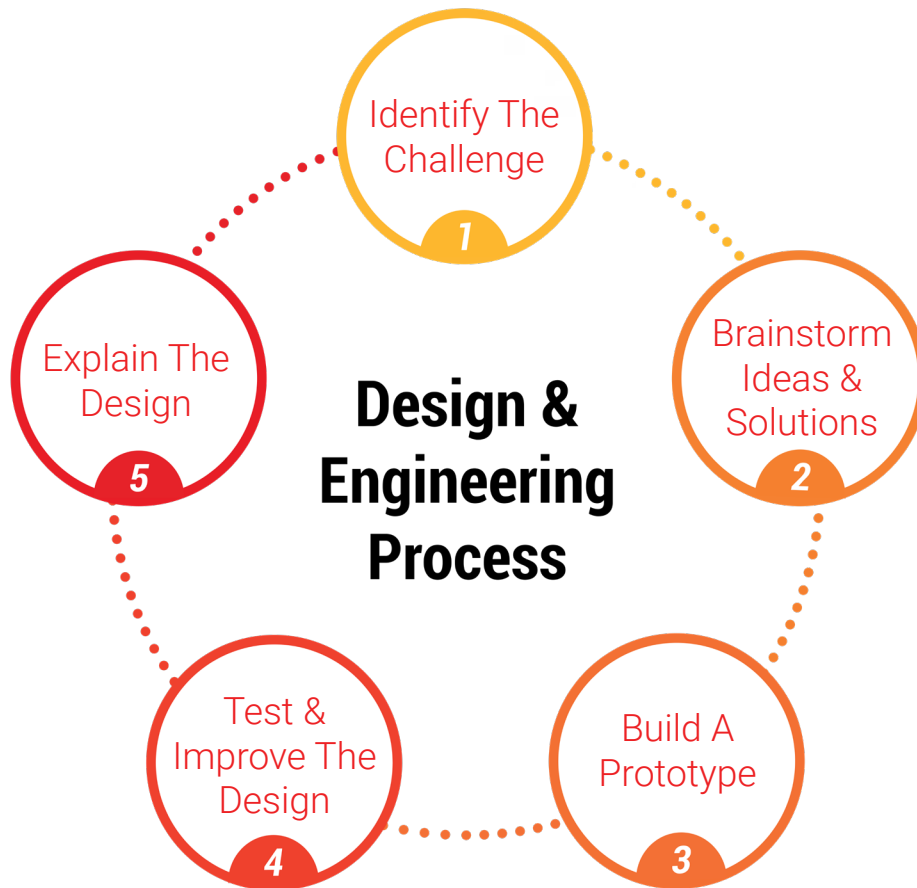 Identify The
Challenge
1
Brainstorm
Ideas &
Solutions
2
Build A
Prototype
3
Test &
Improve The
Design
4
Explain The
Design
5
Design &
Engineering
Process